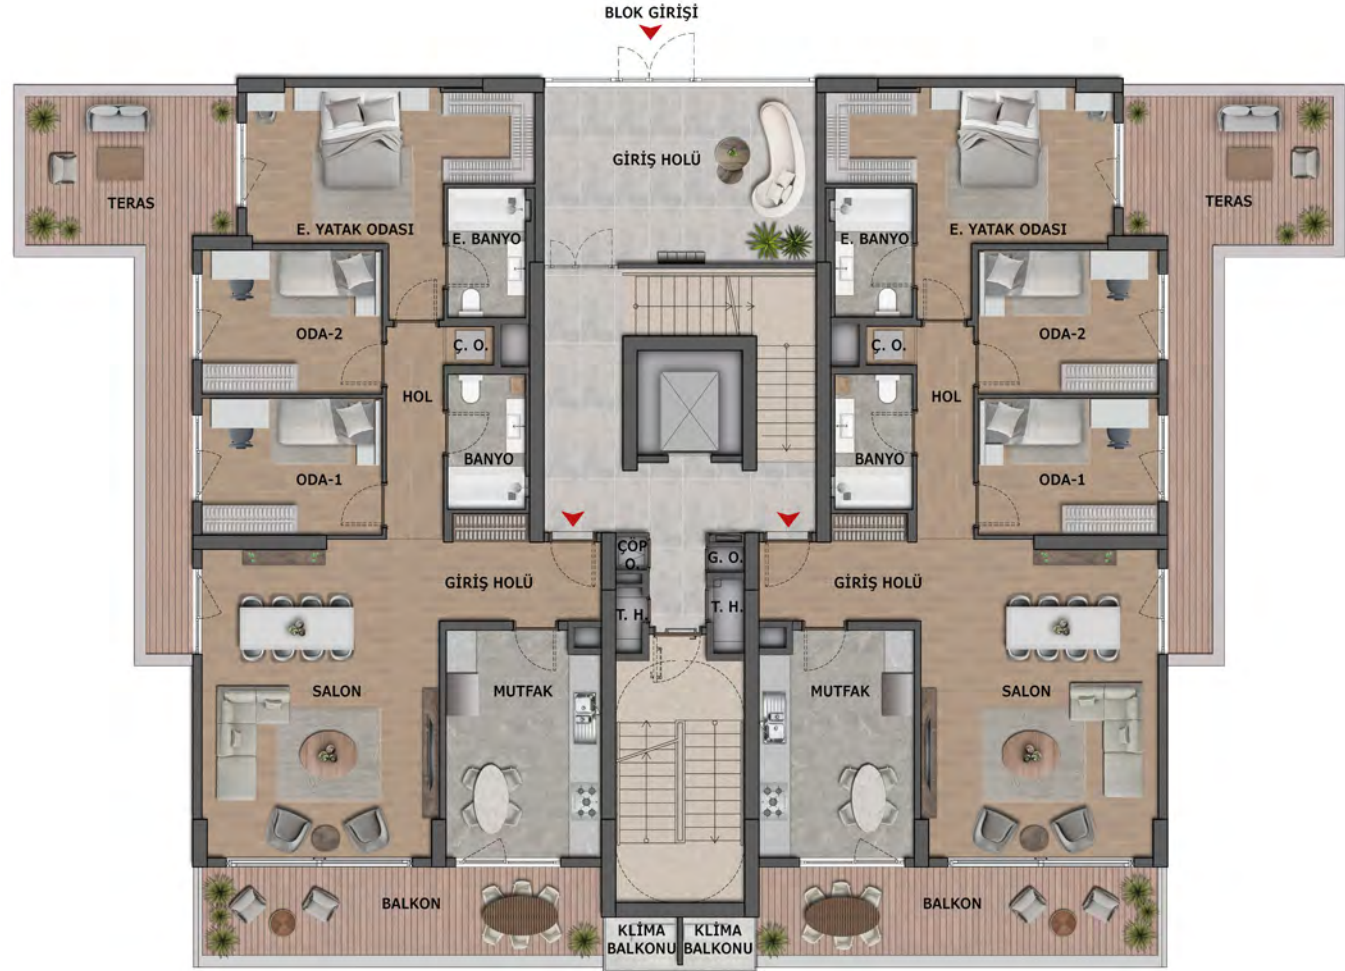 BLOK GİRİŞİ
GİRİŞ HOLÜ
TERAS
E. YATAK ODASI
E. BANYO
E. BANYO
E. YATAK ODASI
TERAS
ODA-2
Ç. O.
Ç. O.
ODA-2
HOL
HOL
BANYO
BANYO
ODA-1
ODA-1
ÇÖP
O.
G. O.
GİRİŞ HOLÜ
GİRİŞ HOLÜ
T. H.
T. H.
SALON
MUTFAK
MUTFAK
SALON
BALKON
BALKON
KLİMA
BALKONU
KLİMA
BALKONU